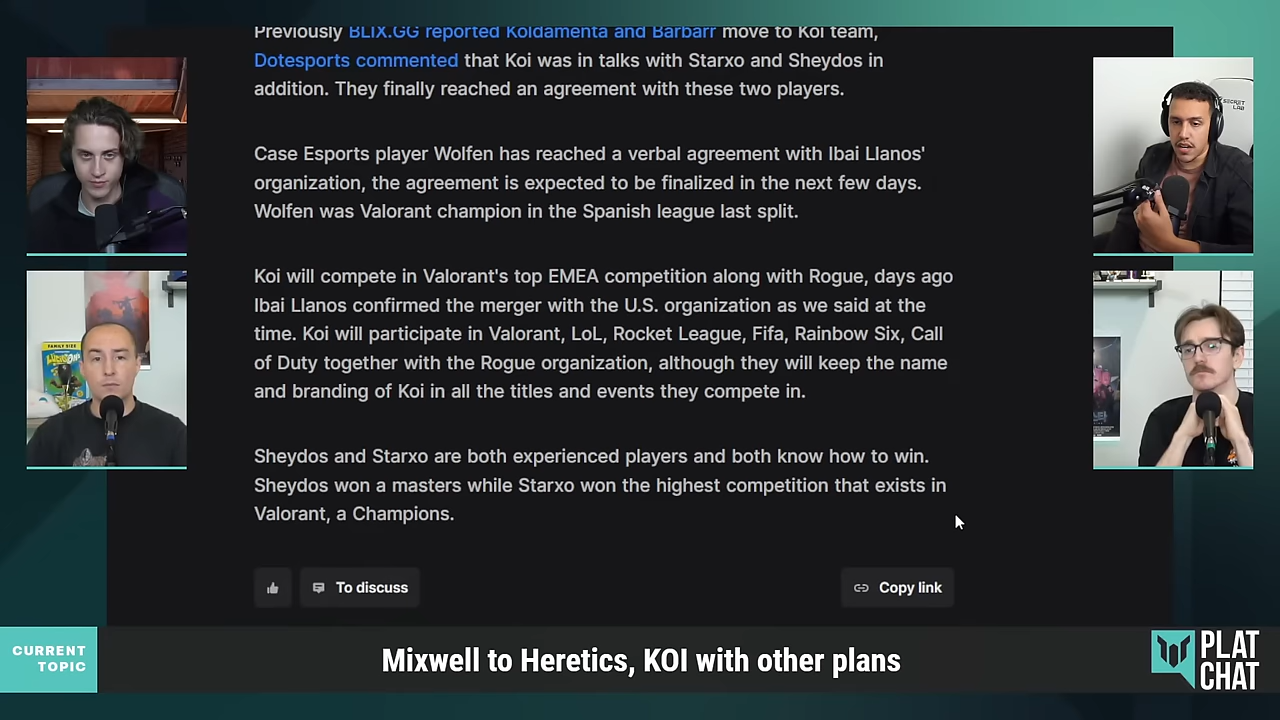 Previously BLIX.GG reported Koldamenta and Barbarr move to Koi team,
Dotesports commented that Koi was in talks with Starxo and Sheydos in
addition. They finally reached an agreement with these two players.
Case Esports player Wolfen has reached a verbal agreement with Ibai Llanos'
organization, the agreement is expected to be finalized in the next few days.
Wolfen was Valorant champion in the Spanish league last split.
Koi will compete in Valorant's top EMEA competition along with Rogue, days ago
Ibai Llanos confirmed the merger with the U.S. organization as we said at the
time. Koi will participate in Valorant, LoL, Rocket League, Fifa, Rainbow Six, Call
of Duty together with the Rogue organization, although they will keep the name
and branding of Koi in all the titles and events they compete in.
Sheydos and Starxo are both experienced players and both know how to win.
Sheydos won a masters while Starxo won the highest competition that exists in
Valorant, a Champions.
To discuss
Copy link
SECRET
LAB
FAMILY SIZE
CURRENT
TOPIC
Mixwell to Heretics, KOI with other plans
PLAT
CHAT